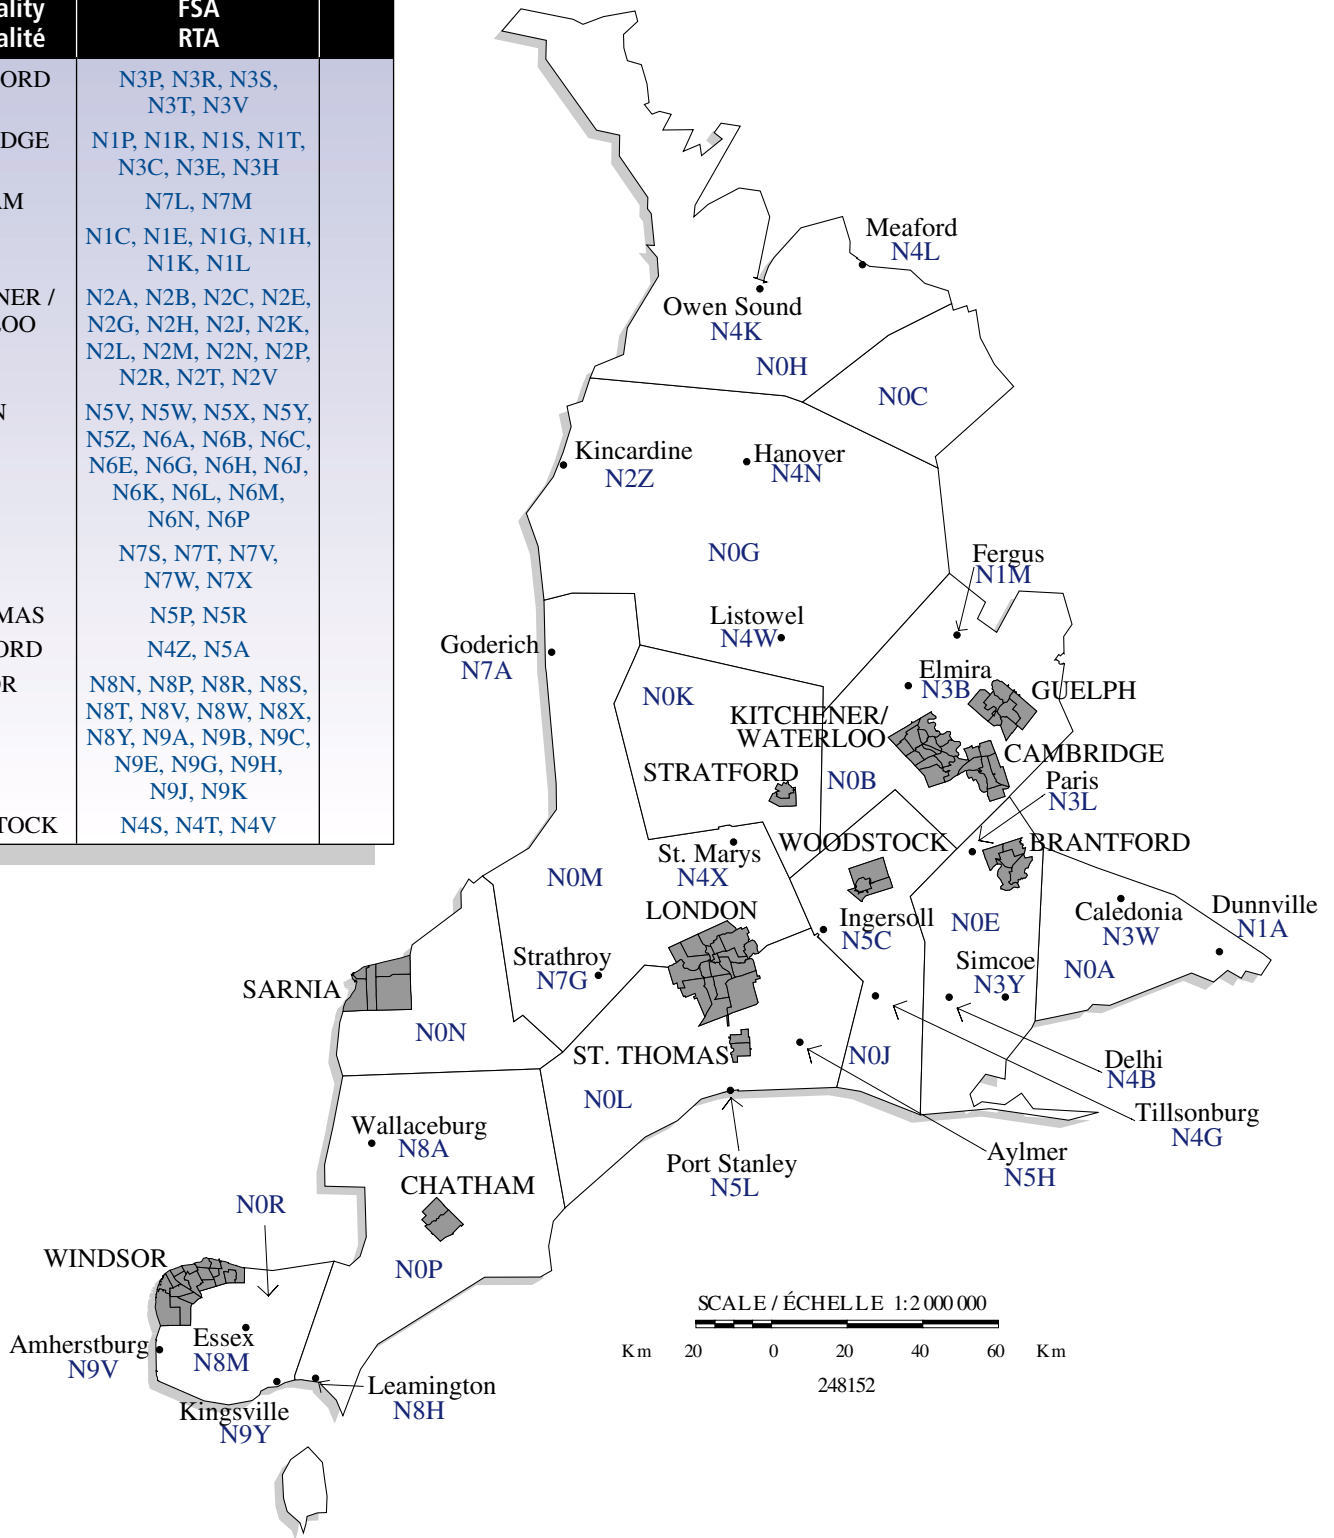 ality FSA
alité RTA
ORD N3P, N3R, N3S,
N3T, N3V
DGE N1P, N1R, N1S, N1T,
N3C, N3E, N3H
AM N7L, N7M
N1C, N1E, N1G, N1H,
N1K, N1L
NER / N2A, N2B, N2C, N2E,
LOO N2G, N2H, N2J, N2K,
N2L, N2M, N2N, N2P,
N2R, N2T, N2V
N N5V, N5W, N5X, N5Y,
N5Z, N6A, N6B, N6C,
N6E, N6G, N6H, N6J,
N6K, N6L, N6M,
N6N, N6P
N7S, N7T, N7V,
N7W, N7X
MAS N5P, N5R
ORD N4Z, N5A
OR N8N, N8P, N8R, N8S,
N8T, N8V, N8W, N8X,
N8Y, N9A, N9B, N9C,
N9E, N9G, N9H,
N9J, N9K
TOCK N4S, N4T, N4V
Meaford
N4L
Owen Sound
N4K
N0H
N0C
Kincardine
N2Z
Hanover
N4N
N0G
Fergus
N1M
Listowel
N4W
Goderich
N7A
Elmira
N3B
GUELPH
N0K
KITCHENER/
WATERLOO
CAMBRIDGE
STRATFORD
N0B
Paris
N3L
WOODSTOCK
BRANTFORD
St. Marys
N4X
N0M
LONDON
Ingersoll
N5C
N0E
Caledonia
N3W
Dunnville
N1A
Strathroy
N7G
Simcoe
N3Y
N0A
SARNIA
N0N
ST. THOMAS
N0J
Delhi
N4B
N0L
Tillsonburg
N4G
Wallaceburg
N8A
Port Stanley
N5L
Aylmer
N5H
CHATHAM
N0R
WINDSOR
N0P
SCALE / ÉCHELLE 1:2 000 000
Km 20 0 20 40 60 Km
248152
Essex
N8M
Amherstburg
N9V
Leamington
N8H
Kingsville
N9Y